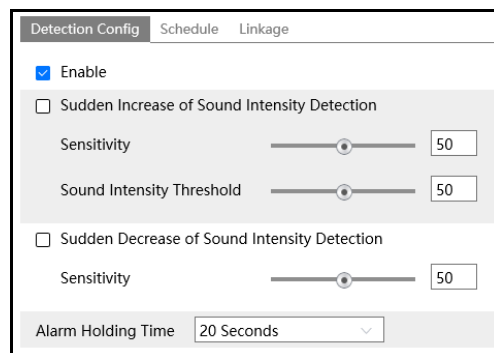 Detection Config Schedule Linkage
Enable
Sudden Increase of Sound Intensity Detection
Sensitivity 50
Sound Intensity Threshold 50
Sudden Decrease of Sound Intensity Detection
Sensitivity 50
Alarm Holding Time 20 Seconds